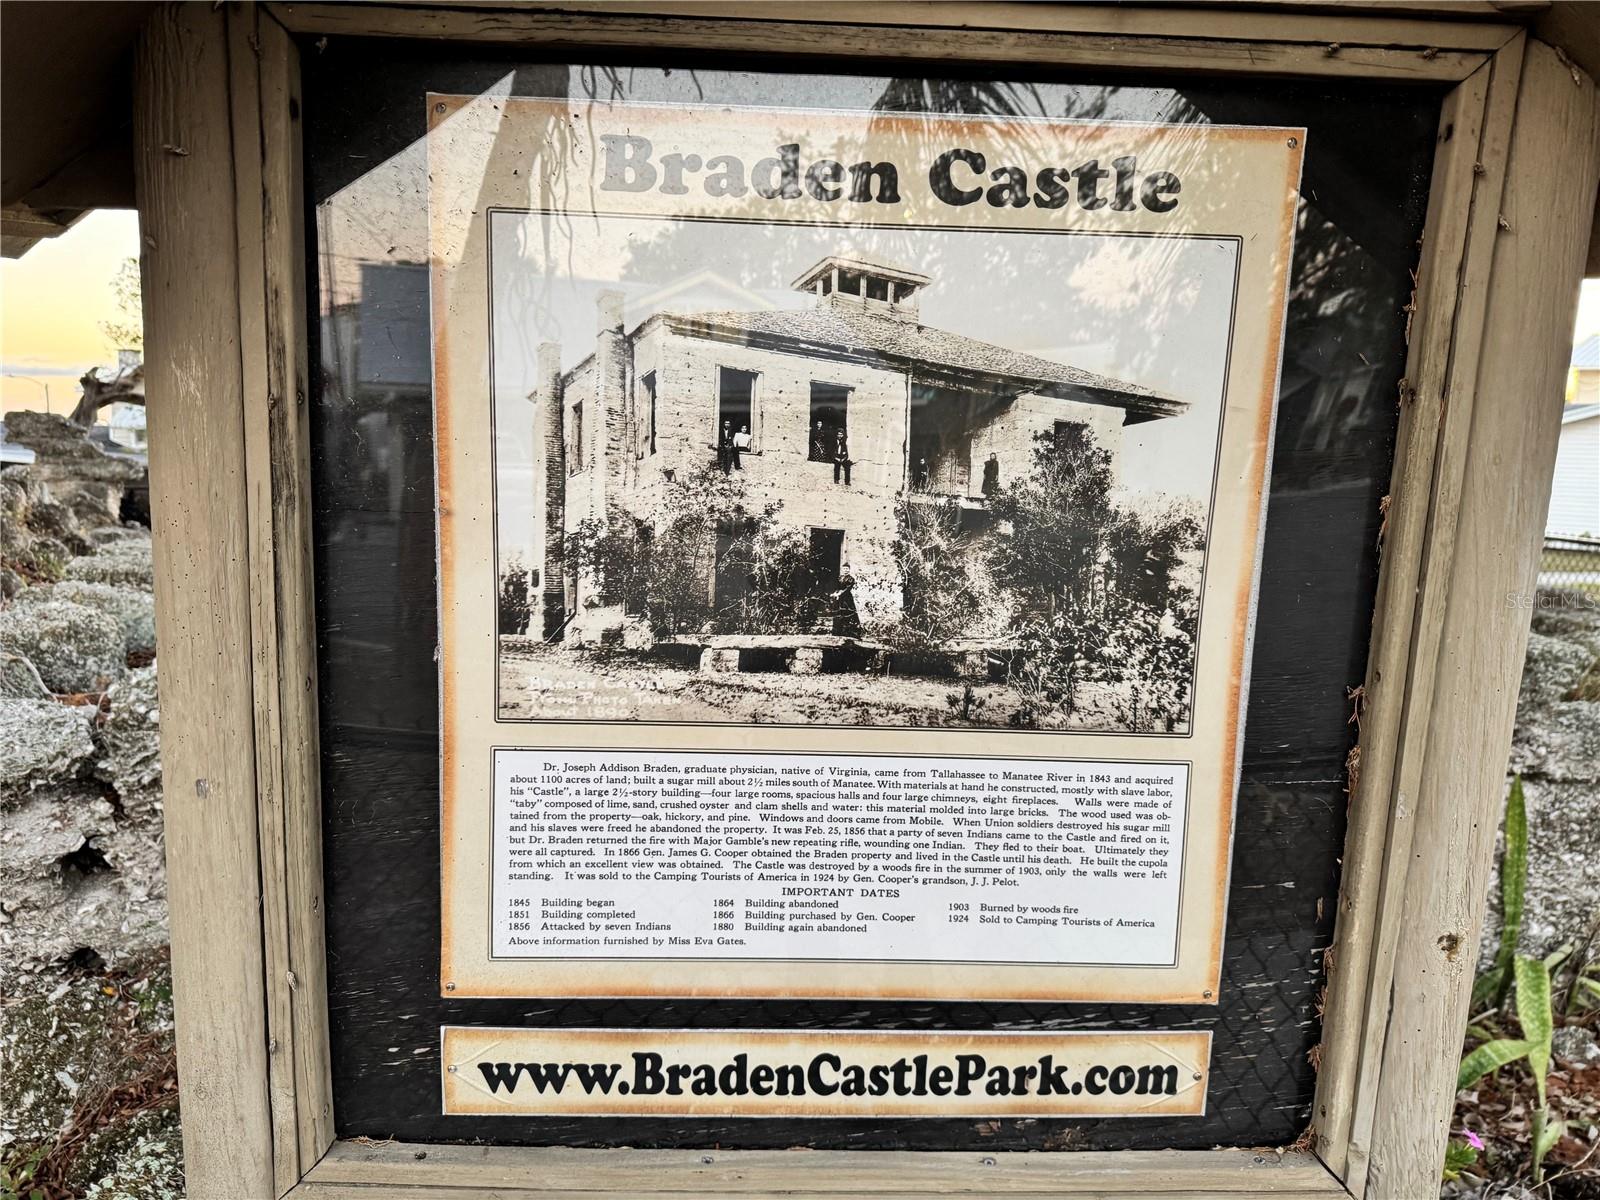 Braden Castle
BRADEN CASTLE
FROM PHOTO TAKEN
ABOUT 1890
Dr. Joseph Addison Braden, graduate physician, native of Virginia, came from Tallahassee to Manatee River in 1843 and acquired
about 1100 acres of land; built a sugar mill about 2½ miles south of Manatee. With materials at hand he constructed, mostly with slave labor,
his "Castle", a large 2½-story building—four large rooms, spacious halls and four large chimneys, eight fireplaces. Walls were made of
"taby" composed of lime, sand, crushed oyster and clam shells and water: this material molded into large bricks. The wood used was ob-
tained from the property—oak, hickory, and pine. Windows and doors came from Mobile. When Union soldiers destroyed his sugar mill
and his slaves were freed he abandoned the property. It was Feb. 25, 1856 that a party of seven Indians came to the Castle and fired on it,
but Dr. Braden returned the fire with Major Gamble's new repeating rifle, wounding one Indian. They fled to their boat. Ultimately they
were all captured. In 1866 Gen. James G. Cooper obtained the Braden property and lived in the Castle until his death. He built the cupola
from which an excellent view was obtained. The Castle was destroyed by a woods fire in the summer of 1903, only the walls were left
standing. It was sold to the Camping Tourists of America in 1924 by Gen. Cooper's grandson, J. J. Pelot.
IMPORTANT DATES
1845 Building began
1851 Building completed
1856 Attacked by seven Indians
1864 Building abandoned
1866 Building purchased by Gen. Cooper
1880 Building again abandoned
1903 Burned by woods fire
1924 Sold to Camping Tourists of America
Above information furnished by Miss Eva Gates.
www.BradenCastlePark.com
Stellar MLS